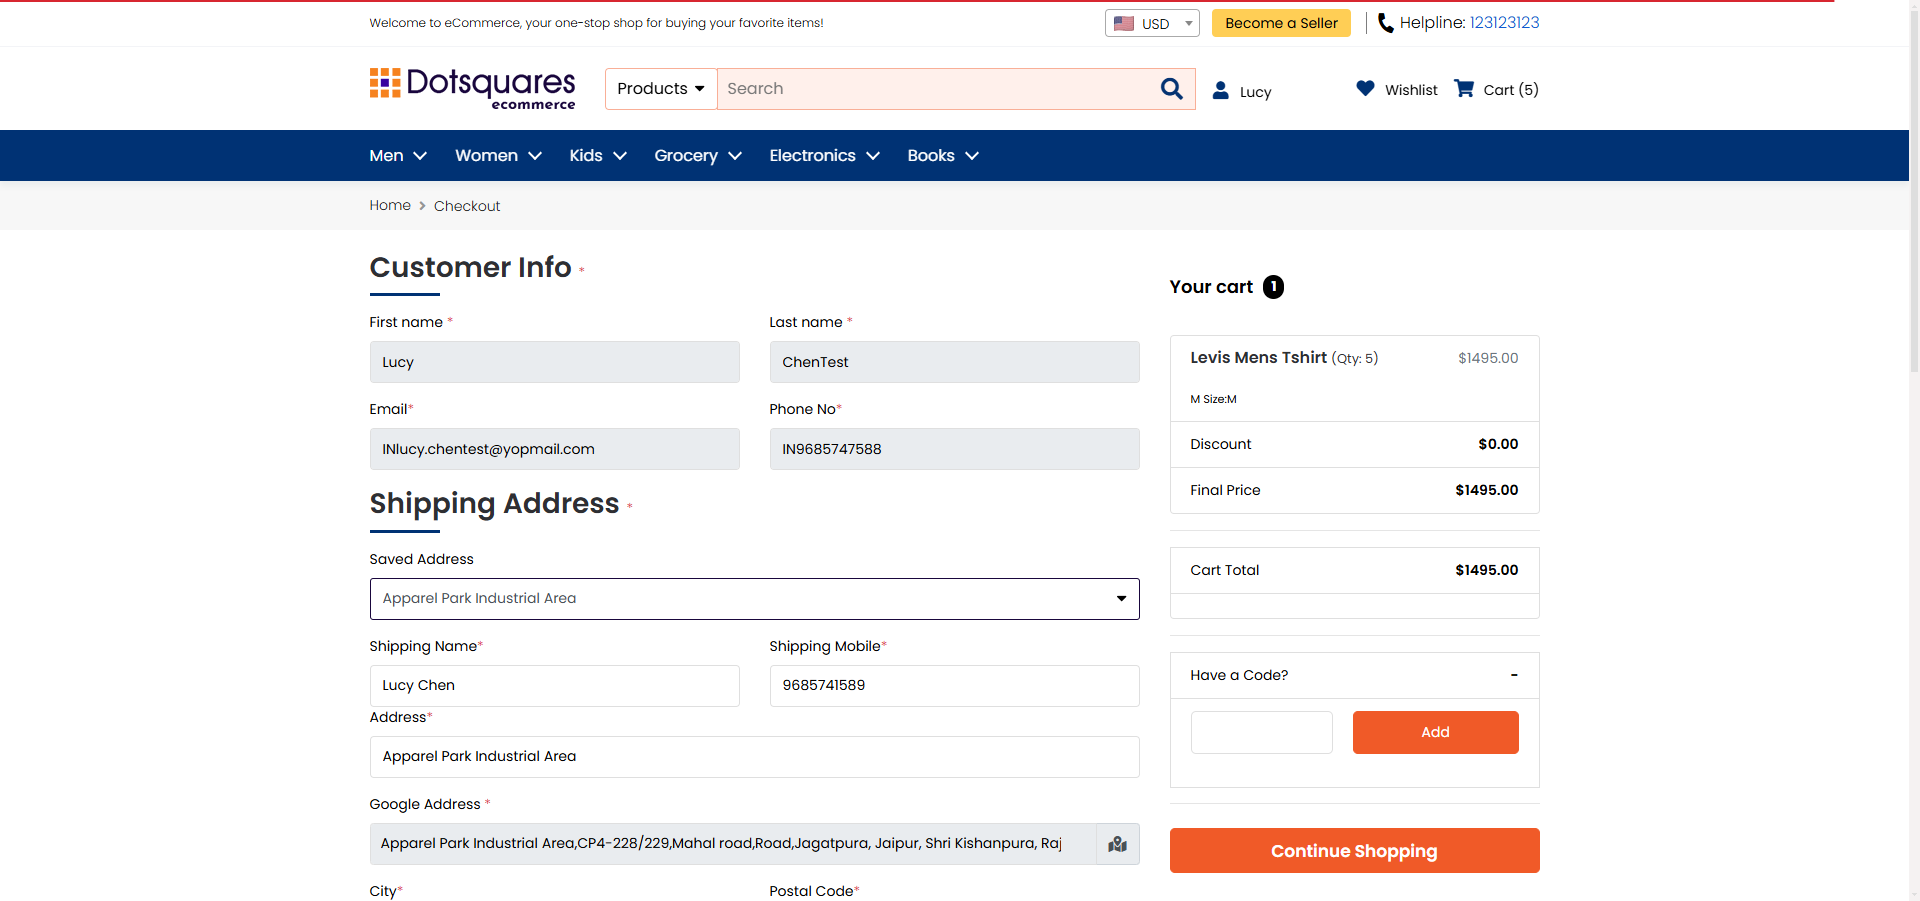 Welcome to eCommerce, your one-stop shop for buying your favorite items!
USD
Become a Seller
Helpline: 123123123
Dotsquares
ecommerce
Products
Search
Lucy
Wishlist
Cart (5)
Men
Women
Kids
Grocery
Electronics
Books
Home > Checkout
Customer Info *
First name *
Last name *
Lucy
ChenTest
Email*
Phone No*
INlucy.chentest@yopmail.com
IN9685747588
Shipping Address *
Saved Address
Apparel Park Industrial Area
Shipping Name*
Shipping Mobile*
Lucy Chen
9685741589
Address*
Apparel Park Industrial Area
Google Address *
Apparel Park Industrial Area,CP4-228/229,Mahal road,Road,Jagatpura, Jaipur, Shri Kishanpura, Raj
City*
Postal Code*
Your cart 1
Levis Mens Tshirt (Qty: 5) $1495.00
M Size:M
Discount $0.00
Final Price $1495.00
Cart Total $1495.00
Have a Code? -
Add
Continue Shopping